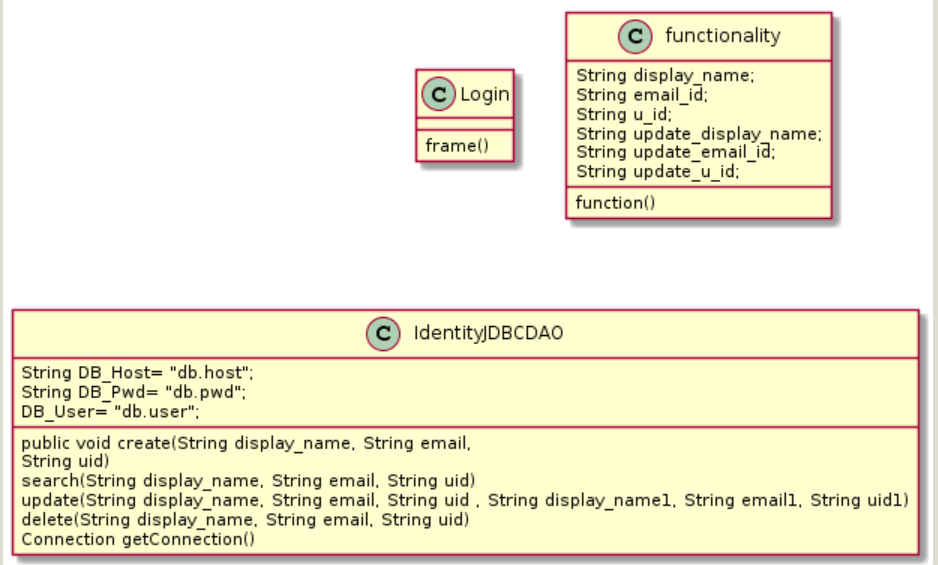 C Login
frame()
C functionality
String display_name;
String email_id;
String u_id;
String update_display_name;
String update_email_id;
String update_u_id;
function()
C IdentityJDBCDAO
String DB_Host= "db.host";
String DB_Pwd= "db.pwd";
DB_User= "db.user";
public void create(String display_name, String email,
String uid)
search(String display_name, String email, String uid)
update(String display_name, String email, String uid , String display_name1, String email1, String uid1)
delete(String display_name, String email, String uid)
Connection getConnection()